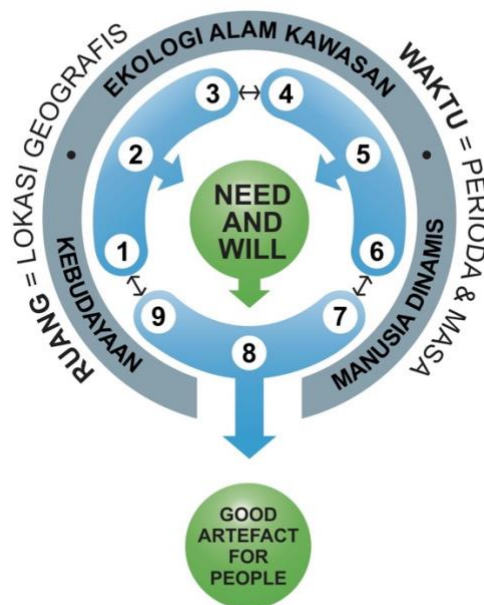 RUANG = LOKASI GEOGRAFIS
WAKTU = PERIODA & MASA
EKOLOGI ALAM KAWASAN
KEBUDAYAAN
MANUSIA DINAMIS
1
2
3
4
5
6
7
8
9
NEED
AND
WILL
GOOD
ARTEFACT
FOR
PEOPLE